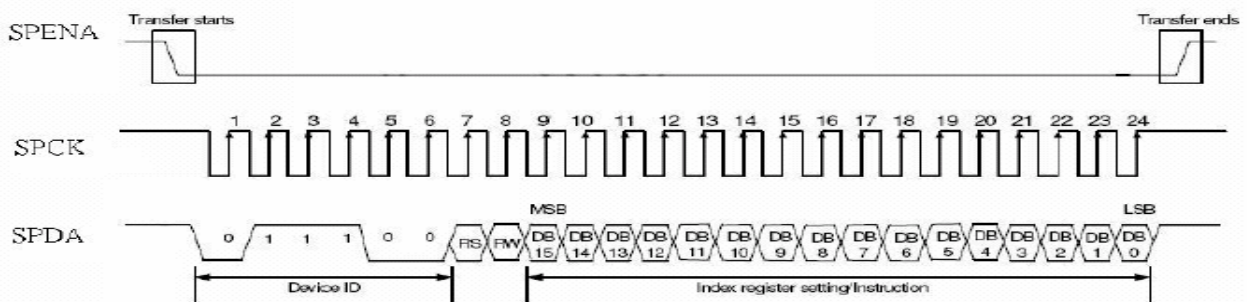 Transfer starts
Transfer ends
SPENA
1 2 3 4 5 6 7 8 9 10 11 12 13 14 15 16 17 18 19 20 21 22 23 24
SPCK
MSB
LSB
SPDA
0 1 1 1 0 0 RS RW DB 15 DB 14 DB 13 DB 12 DB 11 DB 10 DB 9 DB 8 DB 7 DB 6 DB 5 DB 4 DB 3 DB 2 DB 1 DB 0
Device ID
Index register setting/Instruction